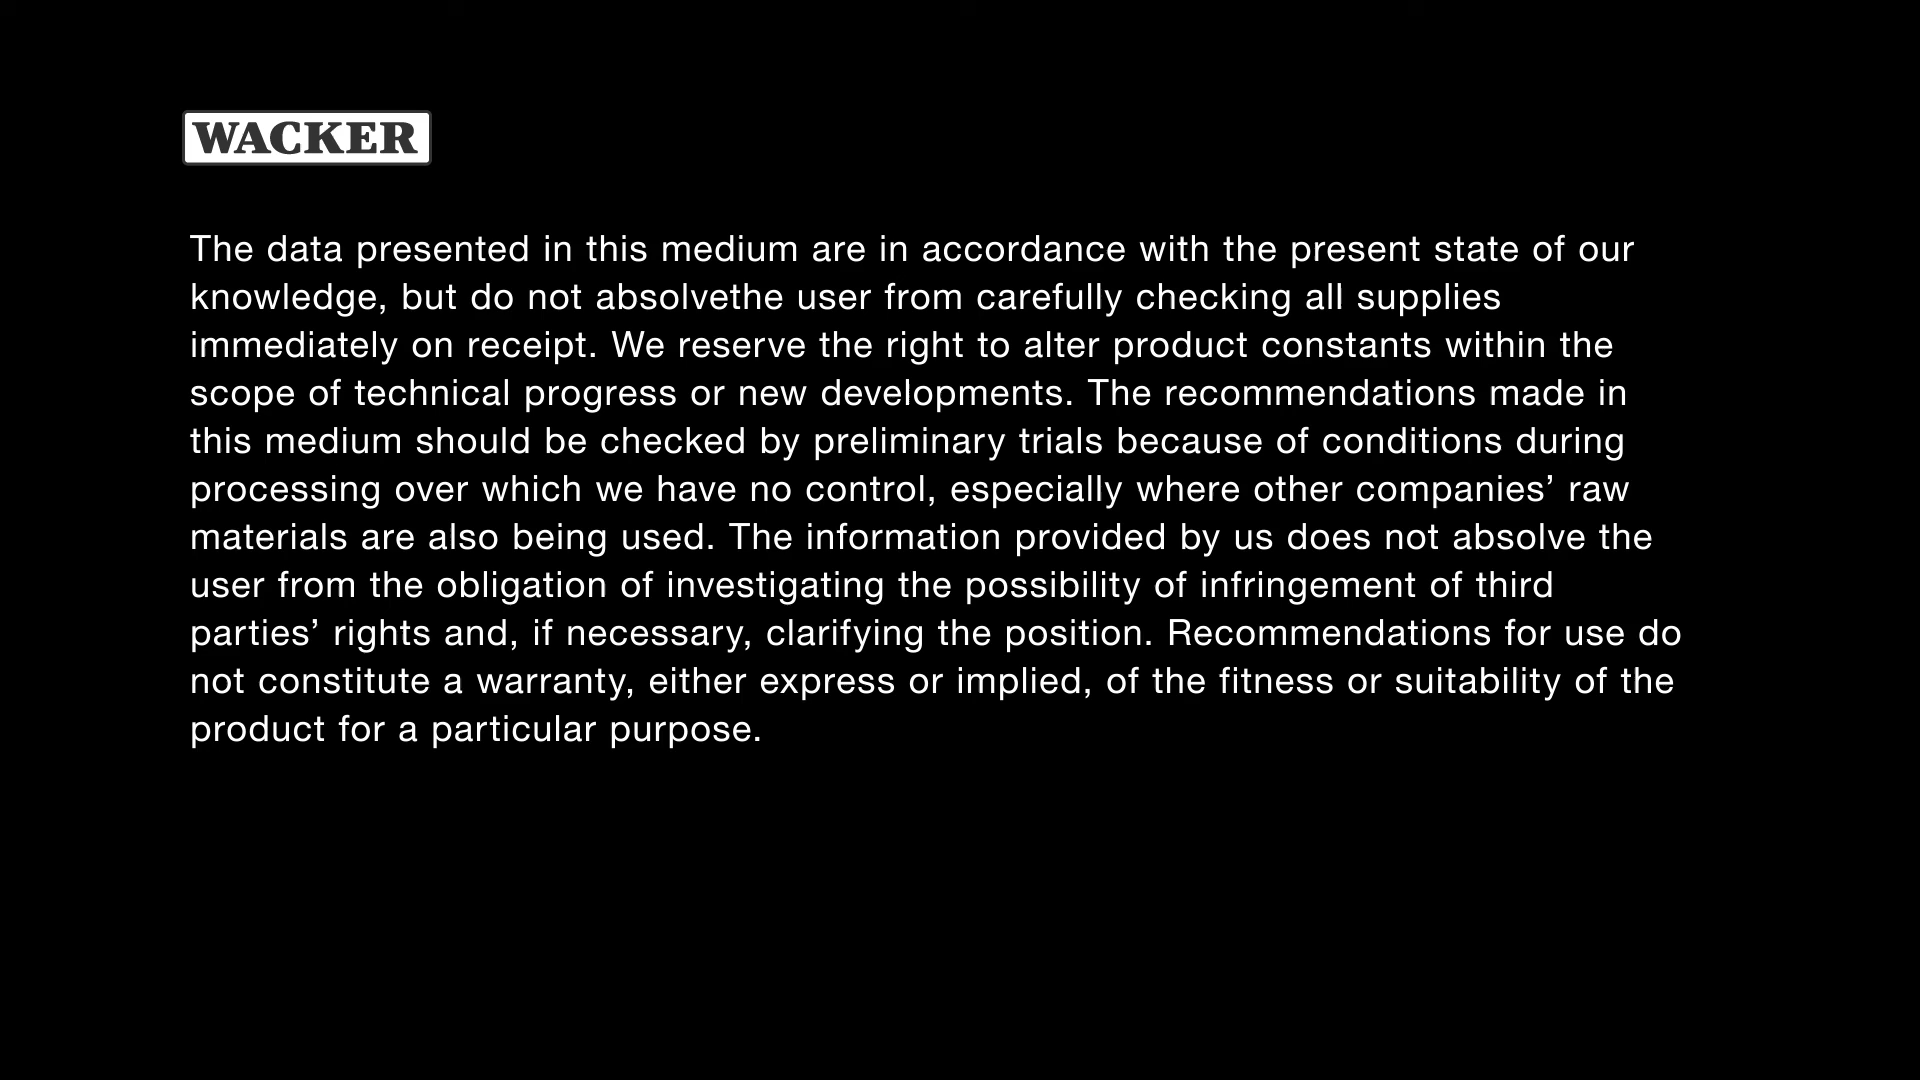 WACKER
The data presented in this medium are in accordance with the present state of our
knowledge, but do not absolvethe user from carefully checking all supplies
immediately on receipt. We reserve the right to alter product constants within the
scope of technical progress or new developments. The recommendations made in
this medium should be checked by preliminary trials because of conditions during
processing over which we have no control, especially where other companies’ raw
materials are also being used. The information provided by us does not absolve the
user from the obligation of investigating the possibility of infringement of third
parties’ rights and, if necessary, clarifying the position. Recommendations for use do
not constitute a warranty, either express or implied, of the fitness or suitability of the
product for a particular purpose.